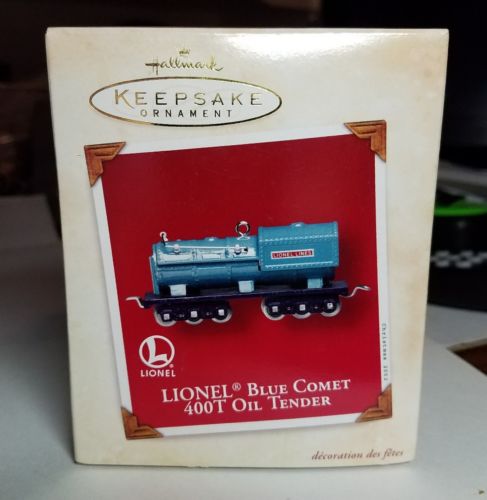 Hallmark
KEEPSAKE
ORNAMENT
LIONEL LINES
L
LIONEL
LIONEL® BLUE COMET
400T OIL TENDER
décoration des fêtes